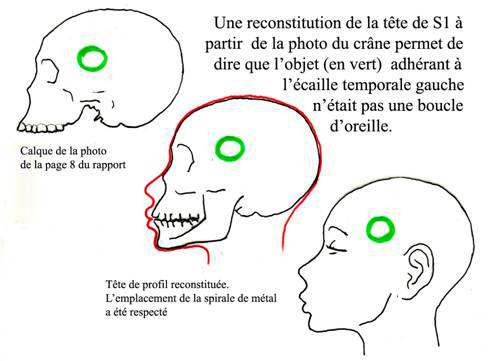 Une reconstitution de la tête de S1 à
partir de la photo du crâne permet de
dire que l'objet (en vert) adhérant à
l'écaille temporale gauche
n'était pas une boucle
d'oreille.
Calque de la photo
de la page 8 du rapport
Tête de profil reconstituée.
L'emplacement de la spirale de métal
a été respecté